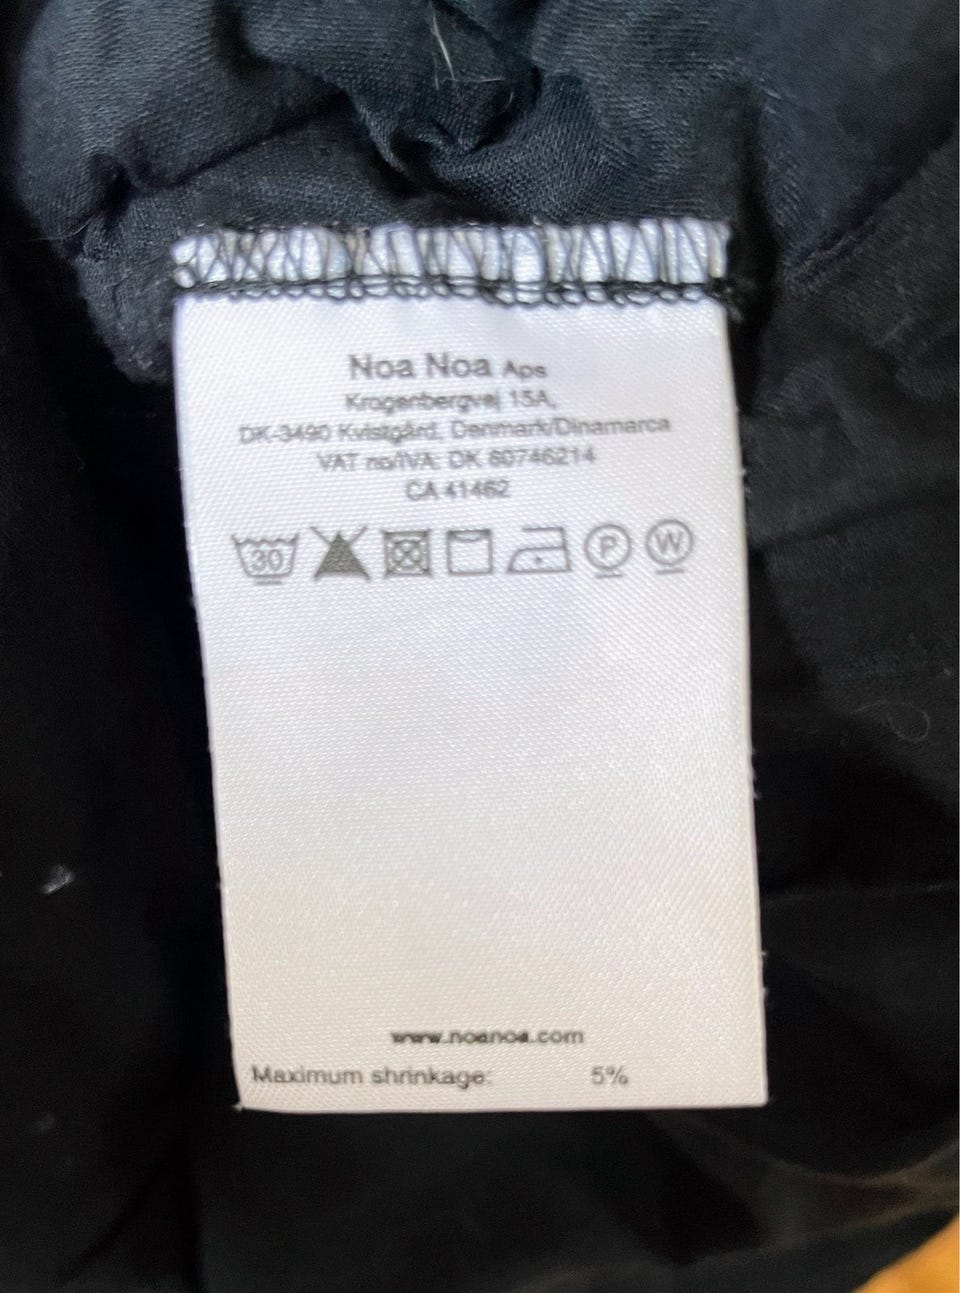 Noa Noa Aps
Krogenbergvej 15A,
DK-3490 Kvistgård, Denmark/Dinamarca
VAT no/IVA: DK 60746214
CA 41462
30 P W
www.noanoa.com
Maximum shrinkage: 5%